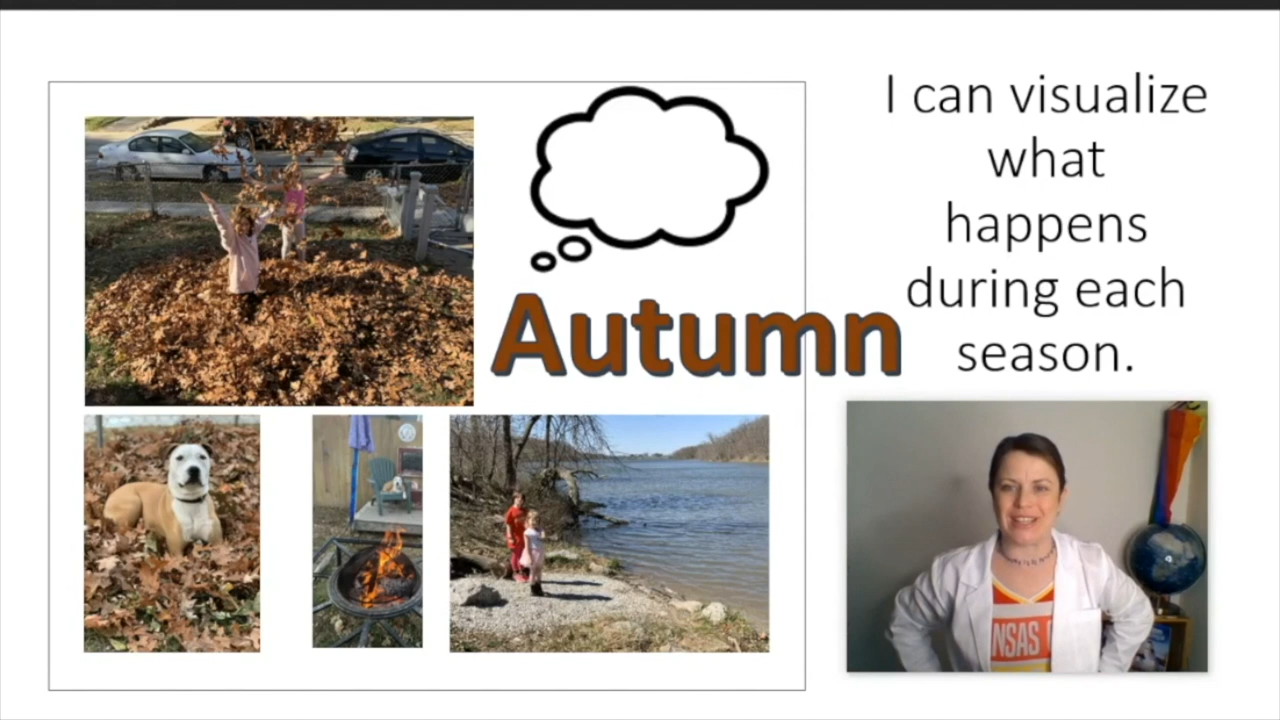 I can visualize
what
happens
during each
season.
Autumn
NSAS